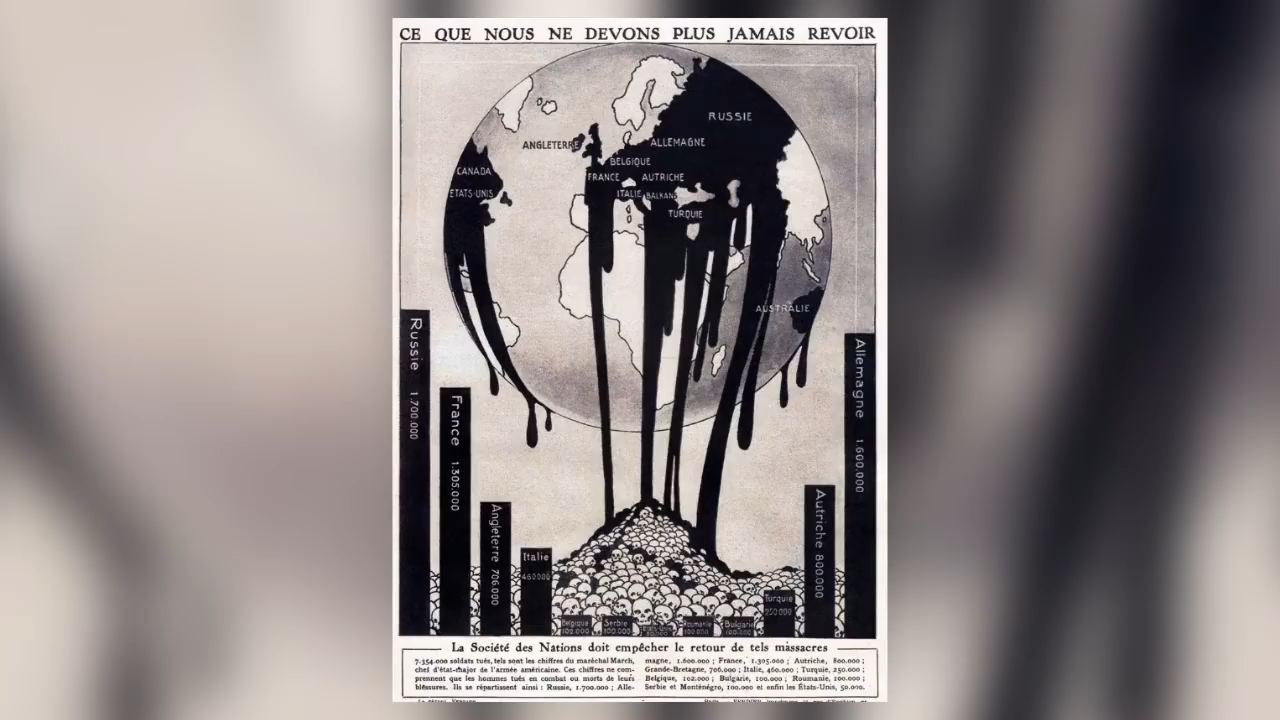 CE QUE NOUS NE DEVONS PLUS JAMAIS REVOIR
RUSSIE
ANGLETERRE
ALLEMAGNE
BELGIQUE
CANADA
FRANCE
AUTRICHE
ETATS-UNIS
ITALIE
BALKANS
TURQUIE
AUSTRALIE
Russie 1.700.000
France 1.305.000
Angleterre 706.000
Italie
460000
Belgique
102.000
Serbie
100.000
Roumanie
100.000
Bulgarie
100.000
Turquie
250000
Autriche 800.000
Allemagne 1.600.000
La Société des Nations doit empêcher le retour de tels massacres
7.354.000 soldats tués, tels sont les chiffres du maréchal March,
chef d'état-major de l'armée américaine. Ces chiffres ne com-
prennent que les hommes tués en combat ou morts de leurs
blessures. Ils se répartissent ainsi : Russie, 1.700.000 ; Alle-
magne, 1.600.000 ; France, 1.305.000 ; Autriche, 800.000 ;
Grande-Bretagne, 706.000 ; Italie, 460.000 ; Turquie, 250.000 ;
Belgique, 102.000 ; Bulgarie, 100.000 ; Roumanie, 100.000 ;
Serbie et Monténégro, 100.000 et enfin les États-Unis, 50.000.